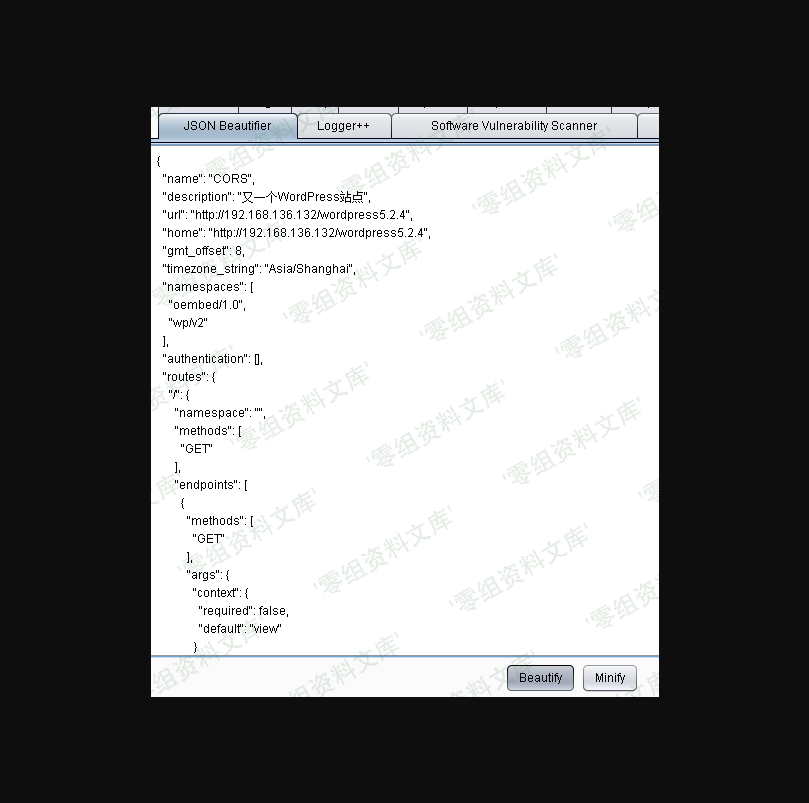 JSON Beautifier Logger++ Software Vulnerability Scanner
{
"name": "CORS",
"description": "又一个WordPress站点",
"url": "http://192.168.136.132/wordpress5.2.4",
"home": "http://192.168.136.132/wordpress5.2.4",
"gmt_offset": 8,
"timezone_string": "Asia/Shanghai",
"namespaces": [
"oembed/1.0",
"wp/v2"
],
"authentication": [],
"routes": {
"/": {
"namespace": "",
"methods": [
"GET"
],
"endpoints": [
{
"methods": [
"GET"
],
"args": {
"context": {
"required": false,
"default": "view"
}
Beautify Minify
'零组资料文库'